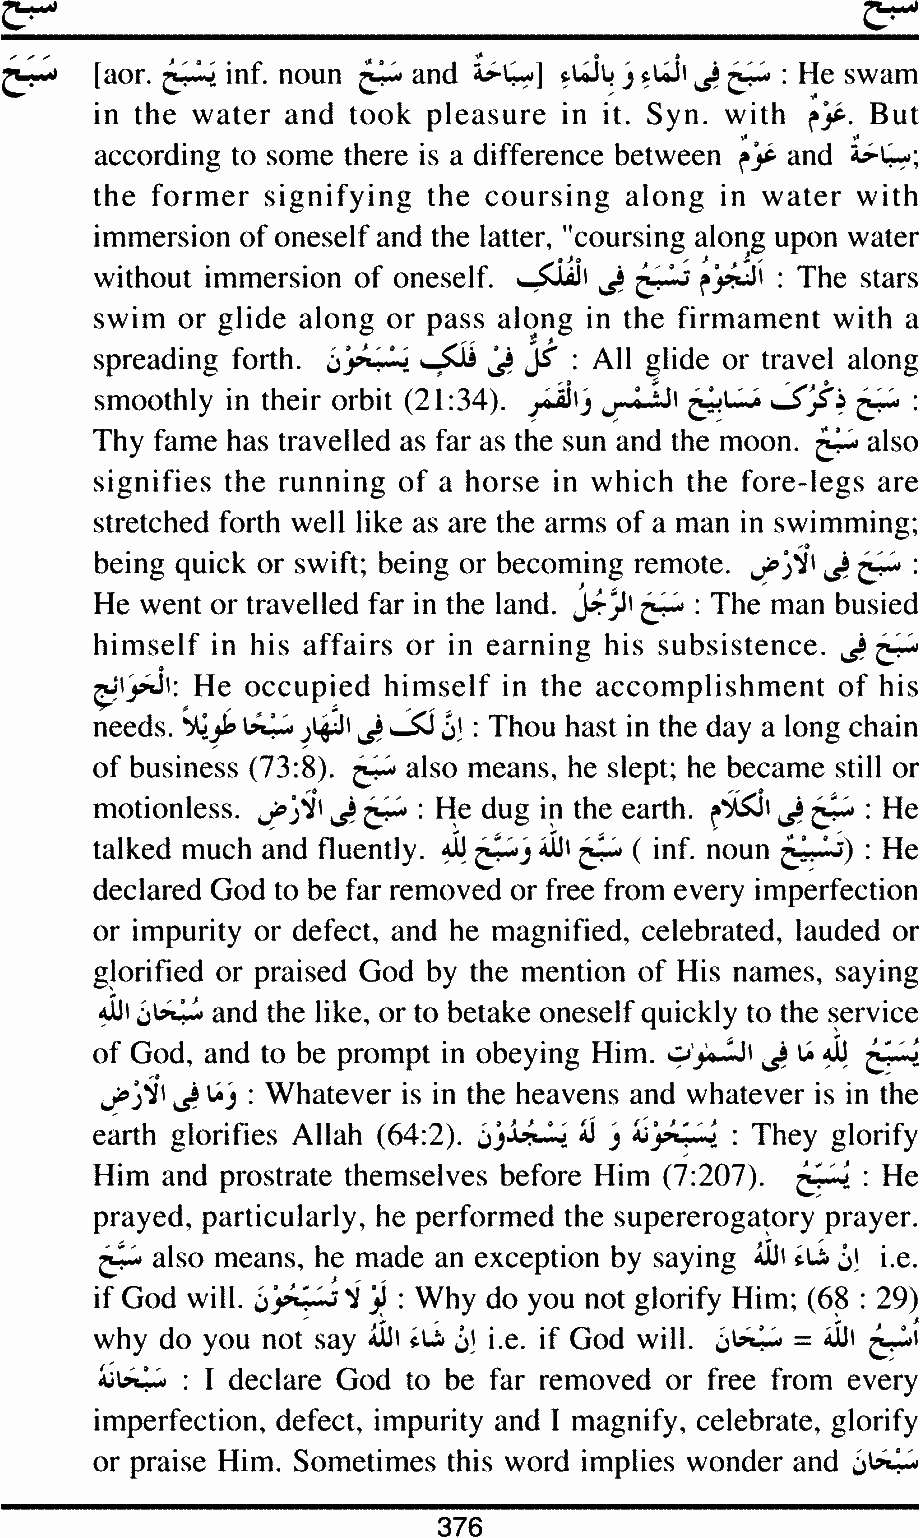 سبح سبح
سَبَحَ [aor. يَسْبَحُ inf. noun سَبْحٌ and سِبَاحَةٌ] سَبَحَ فِی الْمَاءِ وَ بِالْمَاءِ : He swam
in the water and took pleasure in it. Syn. with عَوْمٌ. But
according to some there is a difference between عَوْمٌ and سِبَاحَةٌ;
the former signifying the coursing along in water with
immersion of oneself and the latter, "coursing along upon water
without immersion of oneself. اَلنُّجُوْمُ تَسْبَحُ فِی الْفَلَکِ : The stars
swim or glide along or pass along in the firmament with a
spreading forth. کُلٌّ فِیْ فَلَکٍ یَّسْبَحُوْنَ : All glide or travel along
smoothly in their orbit (21:34). سَبَحَ ذِکْرُکَ مَسَابِیْحَ الشَّمْسِ وَالْقَمَرِ :
Thy fame has travelled as far as the sun and the moon. سَبْحٌ also
signifies the running of a horse in which the fore-legs are
stretched forth well like as are the arms of a man in swimming;
being quick or swift; being or becoming remote. سَبَحَ فِی الْاَرْضِ :
He went or travelled far in the land. سَبَحَ الرَّجُلُ : The man busied
himself in his affairs or in earning his subsistence. سَبَحَ فِی
الْحَوَائِجِ: He occupied himself in the accomplishment of his
needs. اِنَّ لَکَ فِی النَّهَارِ سَبْحًا طَوِیْلًا : Thou hast in the day a long chain
of business (73:8). سَبَحَ also means, he slept; he became still or
motionless. سَبَحَ فِی الْاَرْضِ : He dug in the earth. سَبَّحَ فِی الْکَلَامِ : He
talked much and fluently. سَبَّحَ اللّٰهَ وَسَبَّحَ لِلّٰهِ ( inf. noun تَسْبِیْحٌ) : He
declared God to be far removed or free from every imperfection
or impurity or defect, and he magnified, celebrated, lauded or
glorified or praised God by the mention of His names, saying
سُبْحَانَ اللّٰهِ and the like, or to betake oneself quickly to the service
of God, and to be prompt in obeying Him. یُسَبِّحُ لِلّٰهِ مَا فِی السَّمٰوٰتِ
وَمَا فِی الْاَرْضِ : Whatever is in the heavens and whatever is in the
earth glorifies Allah (64:2). یُسَبِّحُوْنَهٗ وَ لَهٗ یَسْجُدُوْنَ : They glorify
Him and prostrate themselves before Him (7:207). یُسَبِّحُ : He
prayed, particularly, he performed the supererogatory prayer.
سَبَّحَ also means, he made an exception by saying اِنْ شَاءَ اللّٰهُ i.e.
if God will. لَوْ لَا تُسَبِّحُوْنَ : Why do you not glorify Him; (68 : 29)
why do you not say اِنْ شَاءَ اللّٰهُ i.e. if God will. اُسَبِّحُ اللّٰهَ = سُبْحَانَ
سُبْحَانَهٗ : I declare God to be far removed or free from every
imperfection, defect, impurity and I magnify, celebrate, glorify
or praise Him. Sometimes this word implies wonder and سُبْحَانَ
376